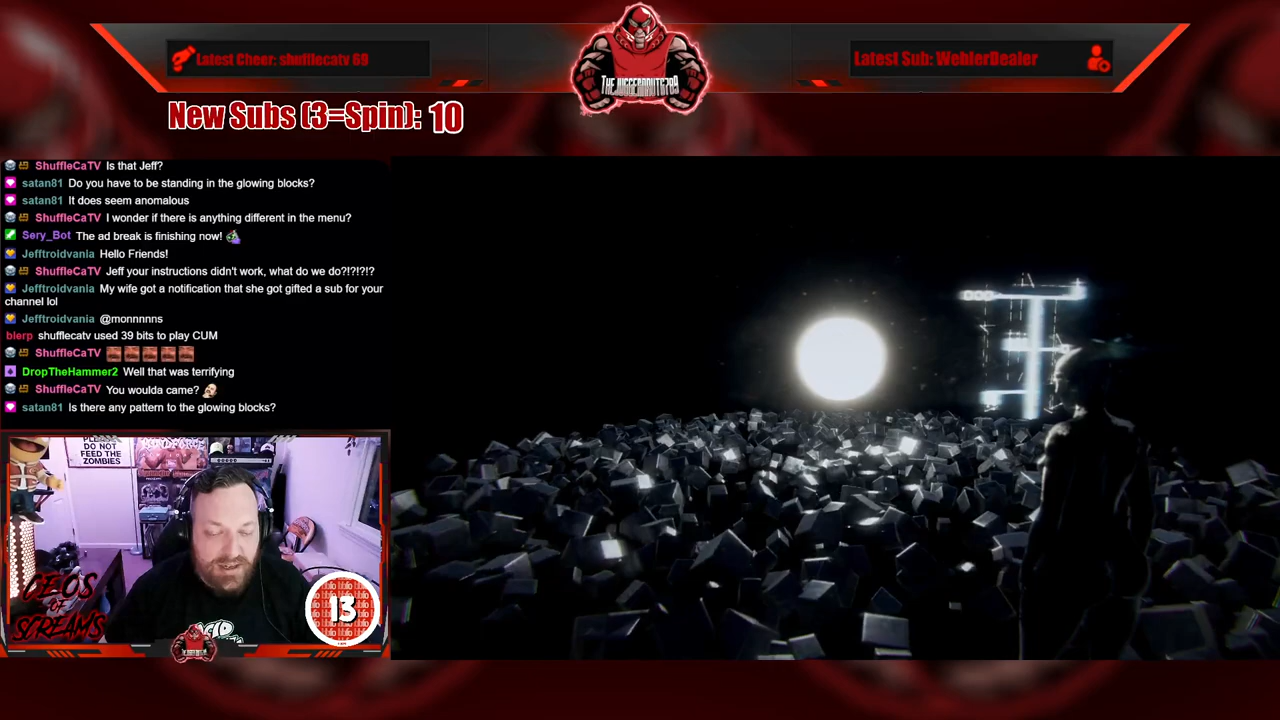 Latest Cheer: shufflecatv 69
THEJUGGERNAUT6789
Latest Sub: WehlerDealer
New Subs (3=Spin): 10
ShuffleCaTV Is that Jeff?
satan81 Do you have to be standing in the glowing blocks?
satan81 It does seem anomalous
ShuffleCaTV I wonder if there is anything different in the menu?
Sery_Bot The ad break is finishing now!
Jefftroidvania Hello Friends!
ShuffleCaTV Jeff your instructions didn't work, what do we do?!?!?!?
Jefftroidvania My wife got a notification that she got gifted a sub for your
channel lol
Jefftroidvania @monnnnns
blerp shufflecatv used 39 bits to play CUM
ShuffleCaTV
DropTheHammer2 Well that was terrifying
ShuffleCaTV You woulda came?
satan81 Is there any pattern to the glowing blocks?
PLEASE
DO NOT
FEED THE
ZOMBIES
CEOS
OF
SCREAMS
13
ACID